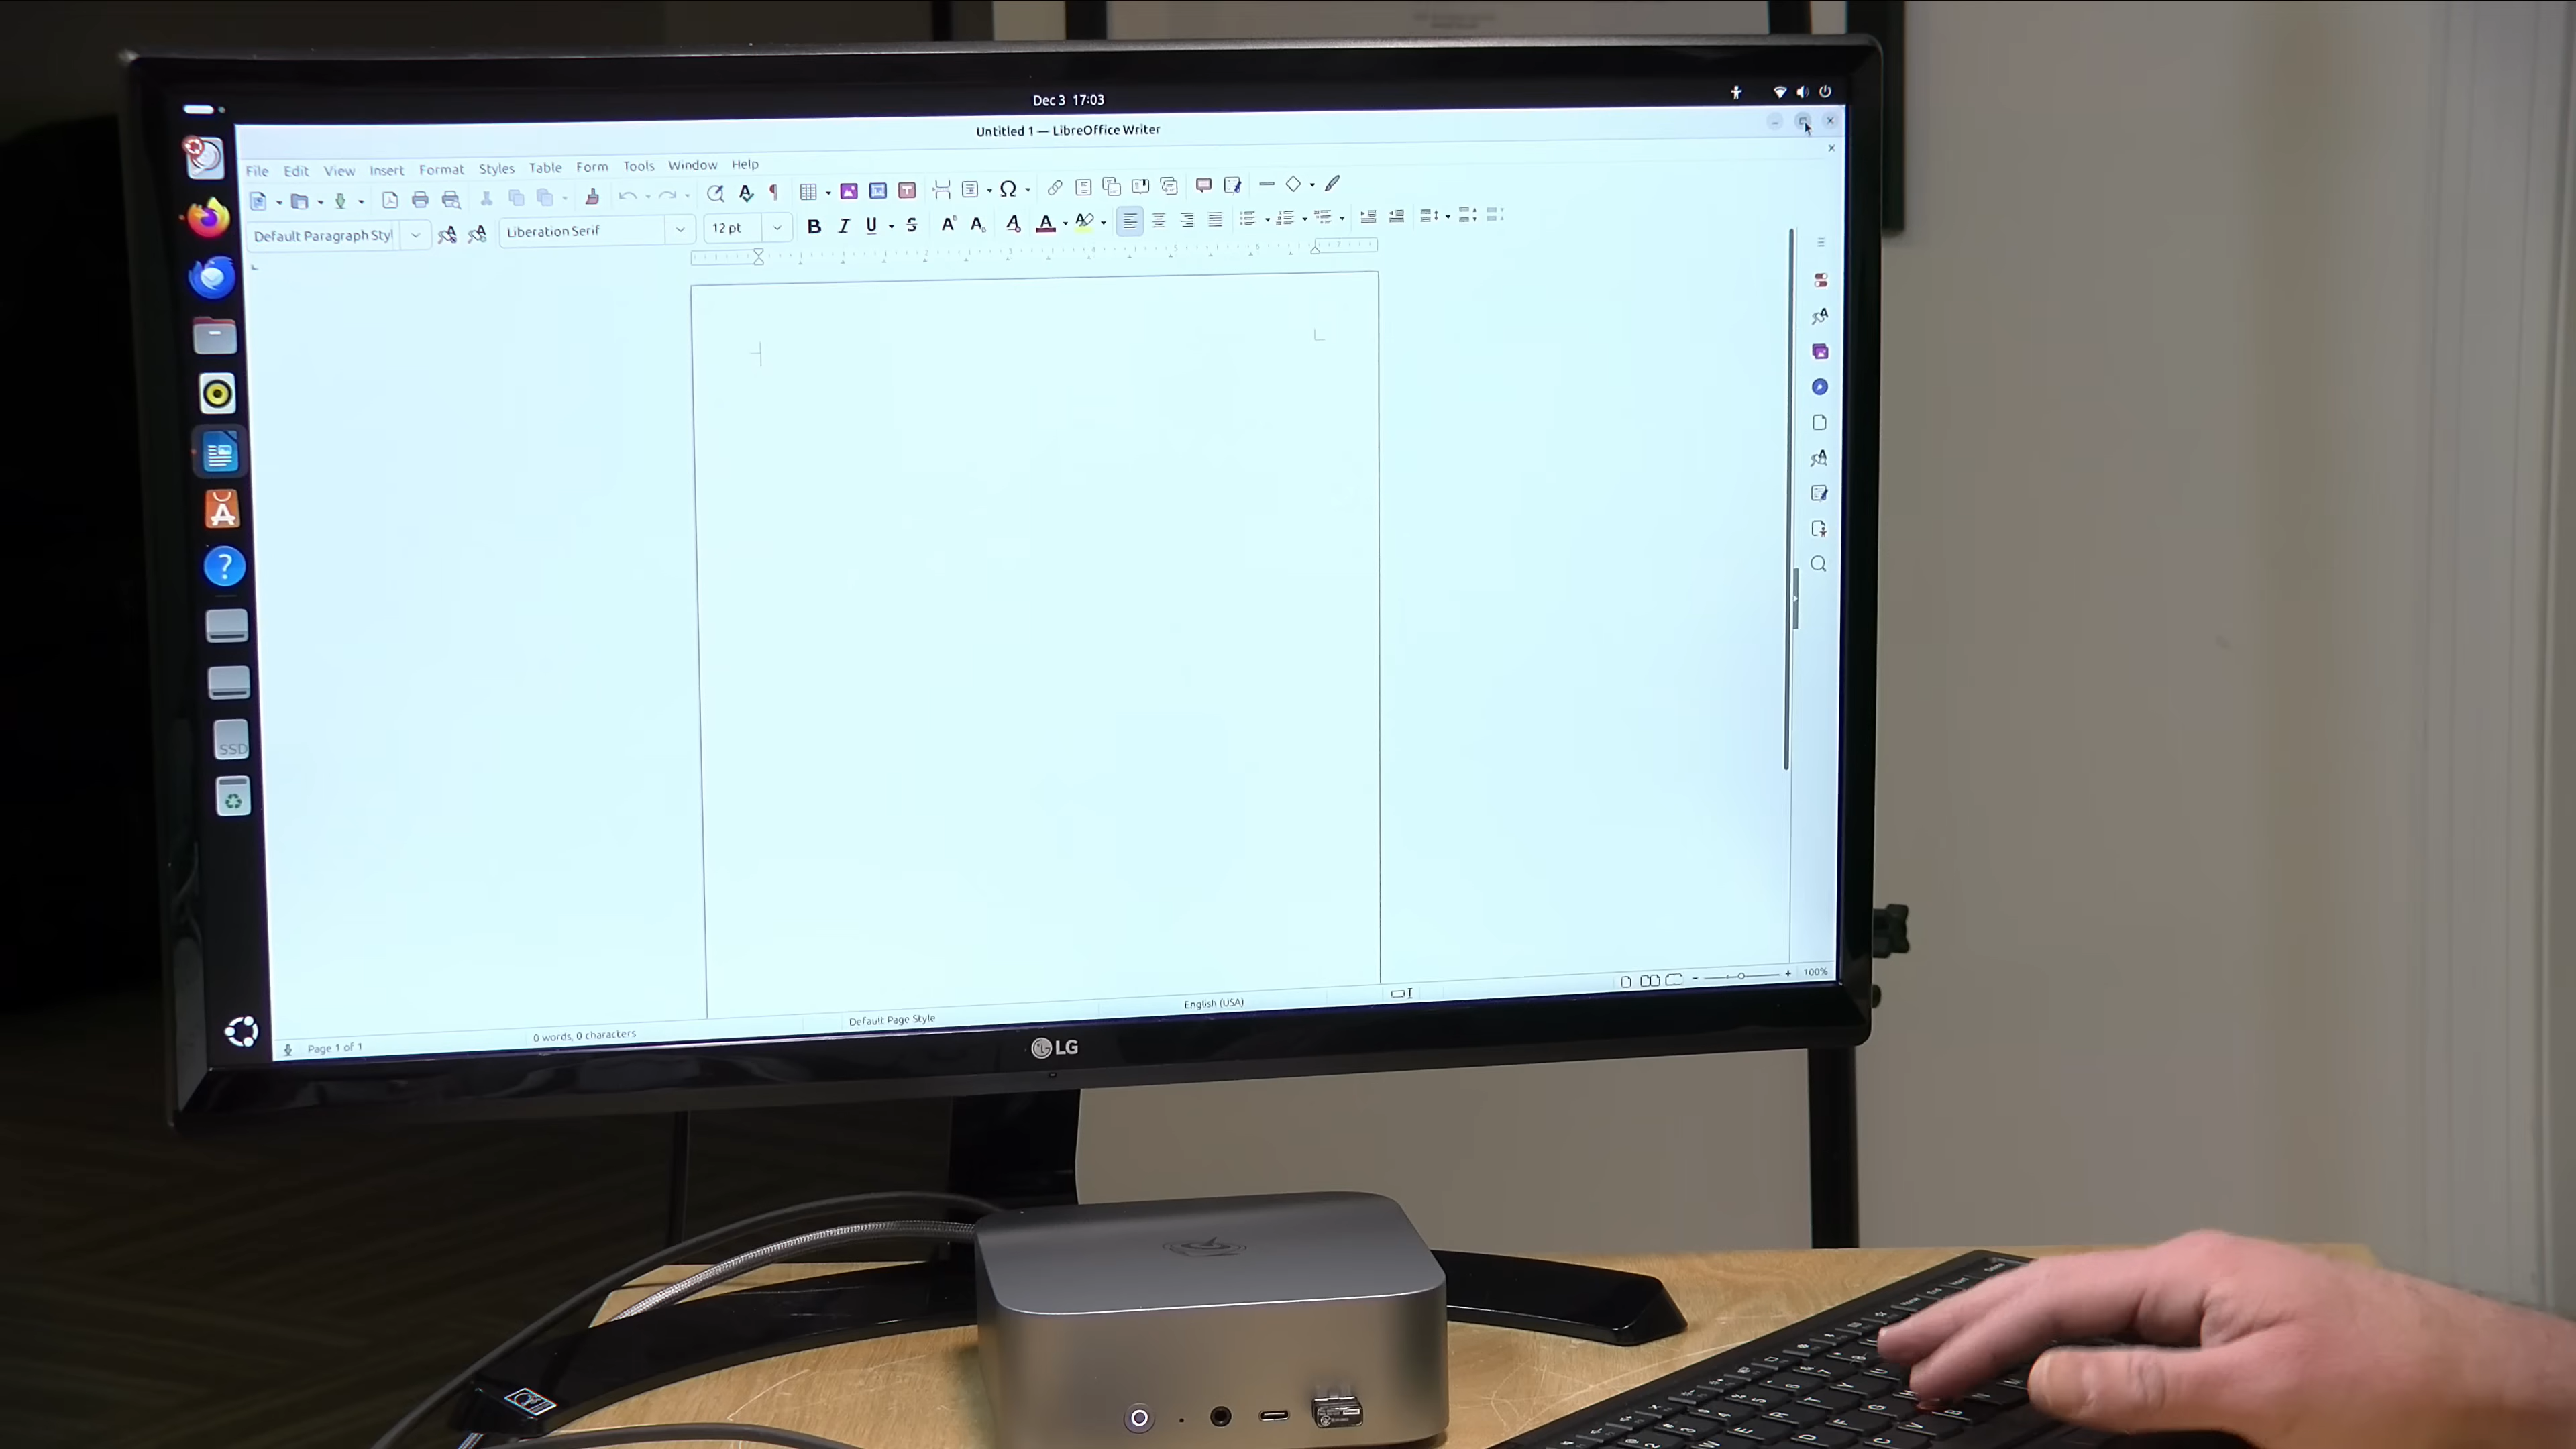 Dec 3 17:03
Untitled 1 — LibreOffice Writer
File Edit View Insert Format Styles Table Form Tools Window Help
Default Paragraph Styl
Liberation Serif
12 pt
SSD
Page 1 of 1
0 words, 0 characters
Default Page Style
English (USA)
100%
LG